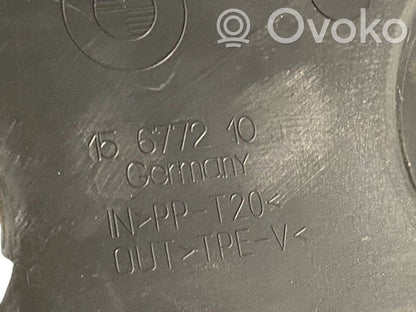 Ovoko
15 6772 10
Germany
IN>PP-T20<
OUT>TPE-V<